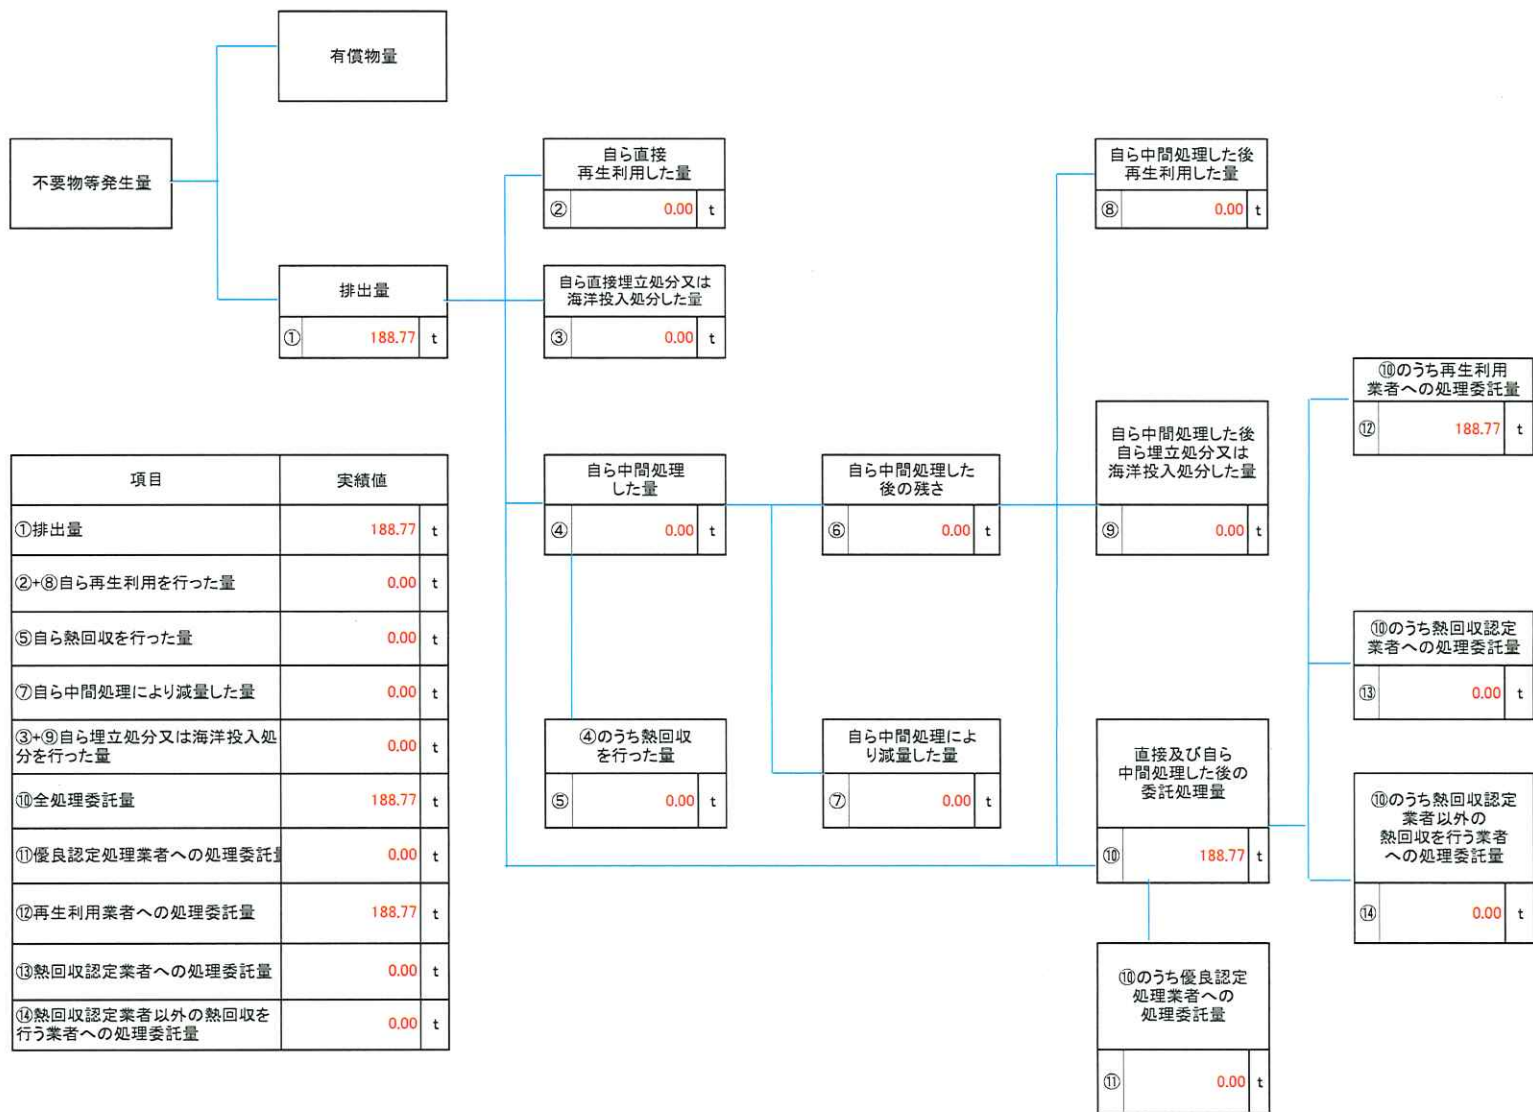 有償物量
不要物等発生量
排出量
① 188.77 t
自ら直接
再生利用した量
② 0.00 t
自ら直接埋立処分又は
海洋投入処分した量
③ 0.00 t
自ら中間処理
した量
④ 0.00 t
④のうち熱回収
を行った量
⑤ 0.00 t
自ら中間処理した
後の残さ
⑥ 0.00 t
自ら中間処理によ
り減量した量
⑦ 0.00 t
自ら中間処理した後
再生利用した量
⑧ 0.00 t
自ら中間処理した後
自ら埋立処分又は
海洋投入処分した量
⑨ 0.00 t
直接及び自ら
中間処理した後の
委託処理量
⑩ 188.77 t
⑩のうち優良認定
処理業者への
処理委託量
⑪ 0.00 t
⑩のうち再生利用
業者への処理委託量
⑫ 188.77 t
⑩のうち熱回収認定
業者への処理委託量
⑬ 0.00 t
⑩のうち熱回収認定
業者以外の
熱回収を行う業者
への処理委託量
⑭ 0.00 t
項目 実績値
①排出量 188.77 t
②+⑧自ら再生利用を行った量 0.00 t
⑤自ら熱回収を行った量 0.00 t
⑦自ら中間処理により減量した量 0.00 t
③+⑨自ら埋立処分又は海洋投入処
分を行った量 0.00 t
⑩全処理委託量 188.77 t
⑪優良認定処理業者への処理委託 0.00 t
⑫再生利用業者への処理委託量 188.77 t
⑬熱回収認定業者への処理委託量 0.00 t
⑭熱回収認定業者以外の熱回収を
行う業者への処理委託量 0.00 t